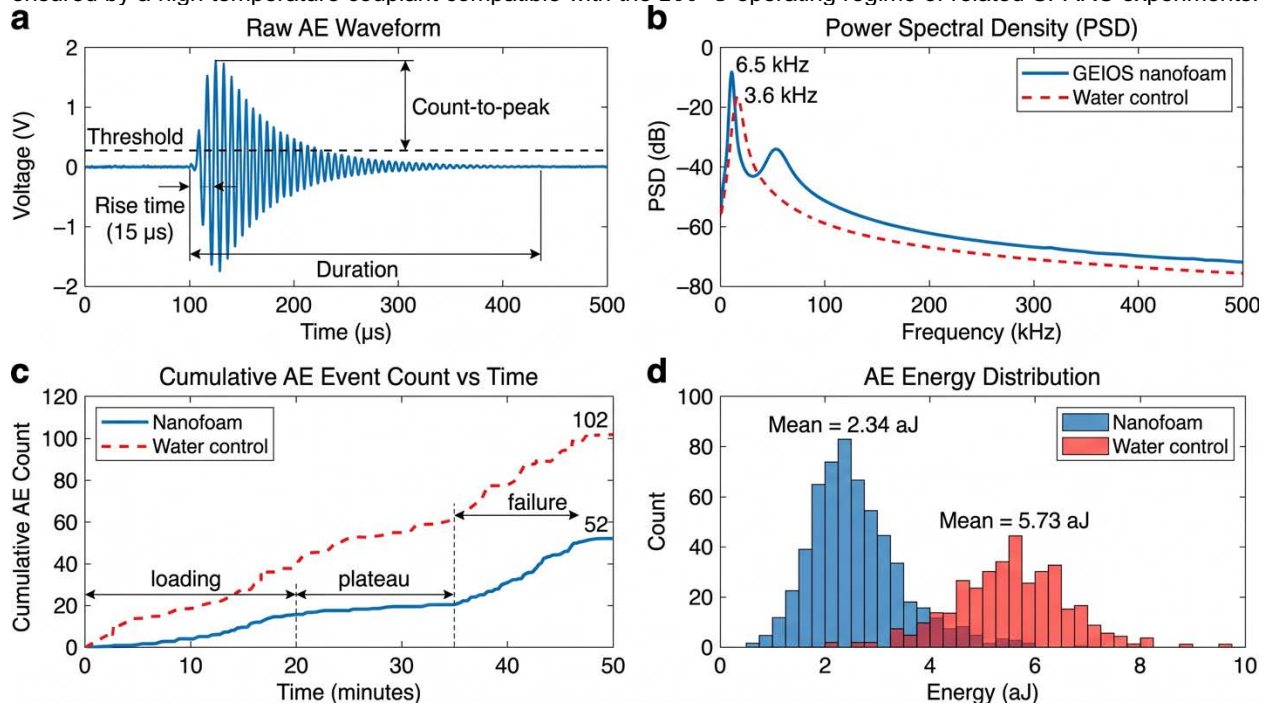 a
Raw AE Waveform
2
1
0
−1
−2
Voltage (V)
Threshold
Count-to-peak
Rise time
(15 μs)
Duration
0
100
200
300
400
500
Time (μs)
b
Power Spectral Density (PSD)
0
−20
−40
−60
−80
PSD (dB)
6.5 kHz
3.6 kHz
GEIOS nanofoam
Water control
0
100
200
300
400
500
Frequency (kHz)
c
Cumulative AE Event Count vs Time
120
100
80
60
40
20
0
Cumulative AE Count
Nanofoam
Water control
102
failure
52
loading
plateau
0
10
20
30
40
50
Time (minutes)
d
AE Energy Distribution
100
80
60
40
20
0
Count
Mean = 2.34 aJ
Nanofoam
Water control
Mean = 5.73 aJ
0
2
4
6
8
10
Energy (aJ)